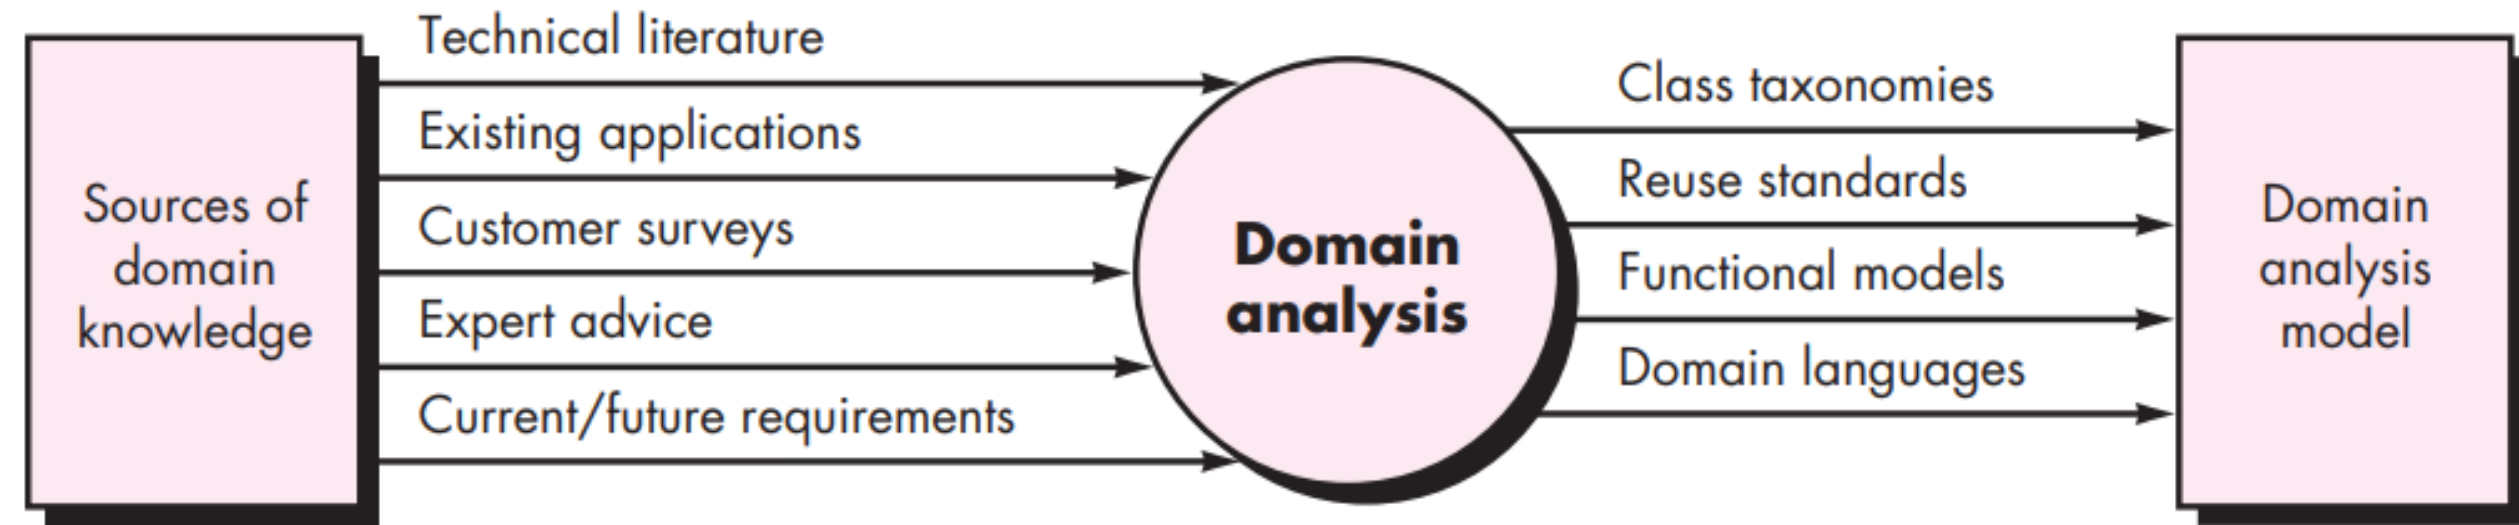 Sources of
domain
knowledge
Technical literature
Existing applications
Customer surveys
Expert advice
Current/future requirements
Domain
analysis
Class taxonomies
Reuse standards
Functional models
Domain languages
Domain
analysis
model